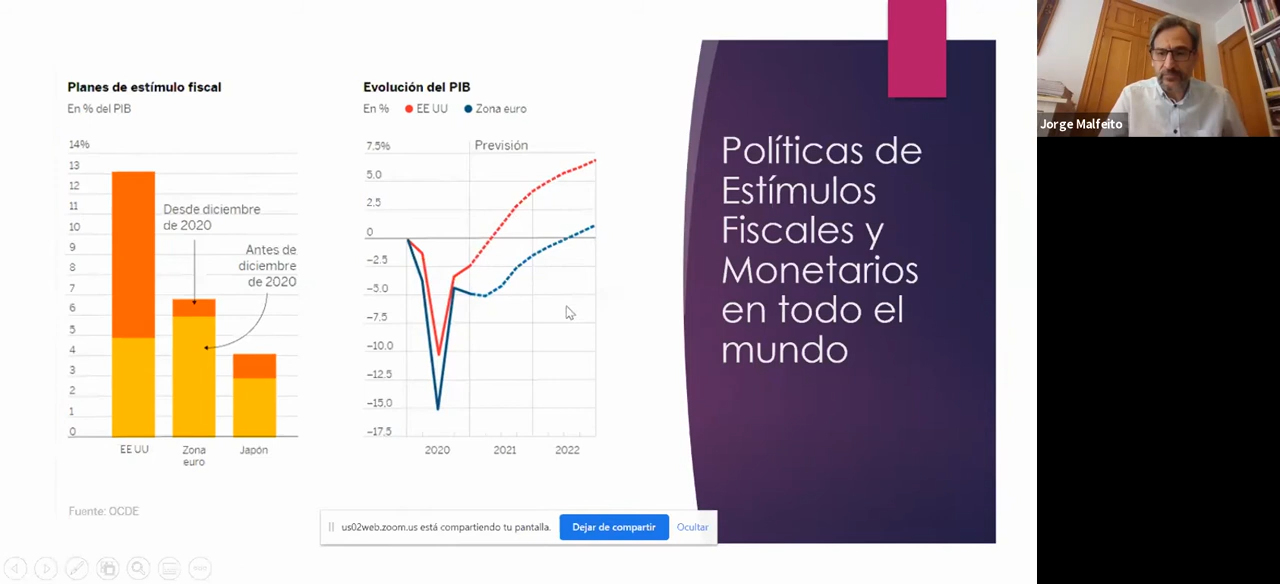 Planes de estímulo fiscal
En % del PIB
14%
13
12
11
10
9
8
7
6
5
4
3
2
1
0
Desde diciembre
de 2020
Antes de
diciembre
de 2020
EE UU
Zona
euro
Japón
Fuente: OCDE
Evolución del PIB
En % EE UU Zona euro
7.5%
5.0
2.5
0
−2.5
−5.0
−7.5
−10.0
−12.5
−15.0
−17.5
Previsión
2020 2021 2022
Políticas de
Estímulos
Fiscales y
Monetarios
en todo el
mundo
us02web.zoom.us está compartiendo tu pantalla. Dejar de compartir Ocultar
Jorge Malfeito